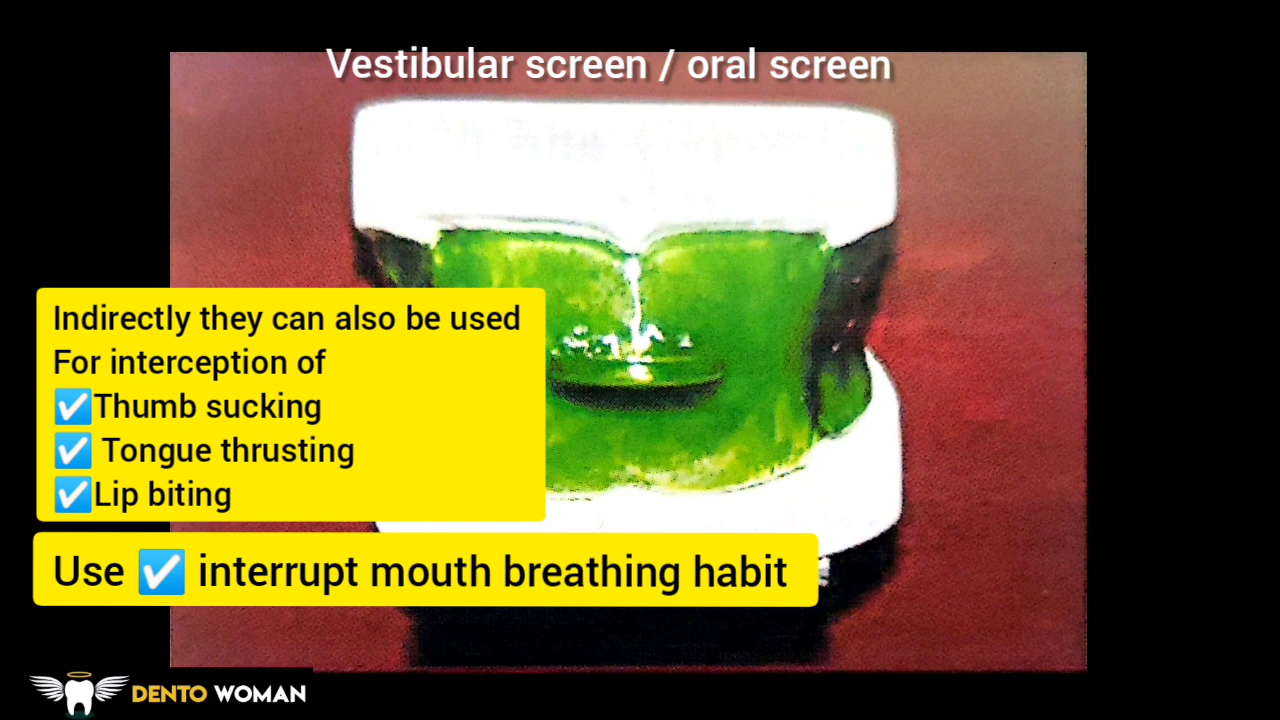 Vestibular screen / oral screen
Indirectly they can also be used
For interception of
☑️Thumb sucking
☑️ Tongue thrusting
☑️Lip biting
Use ☑️ interrupt mouth breathing habit
DENTO WOMAN